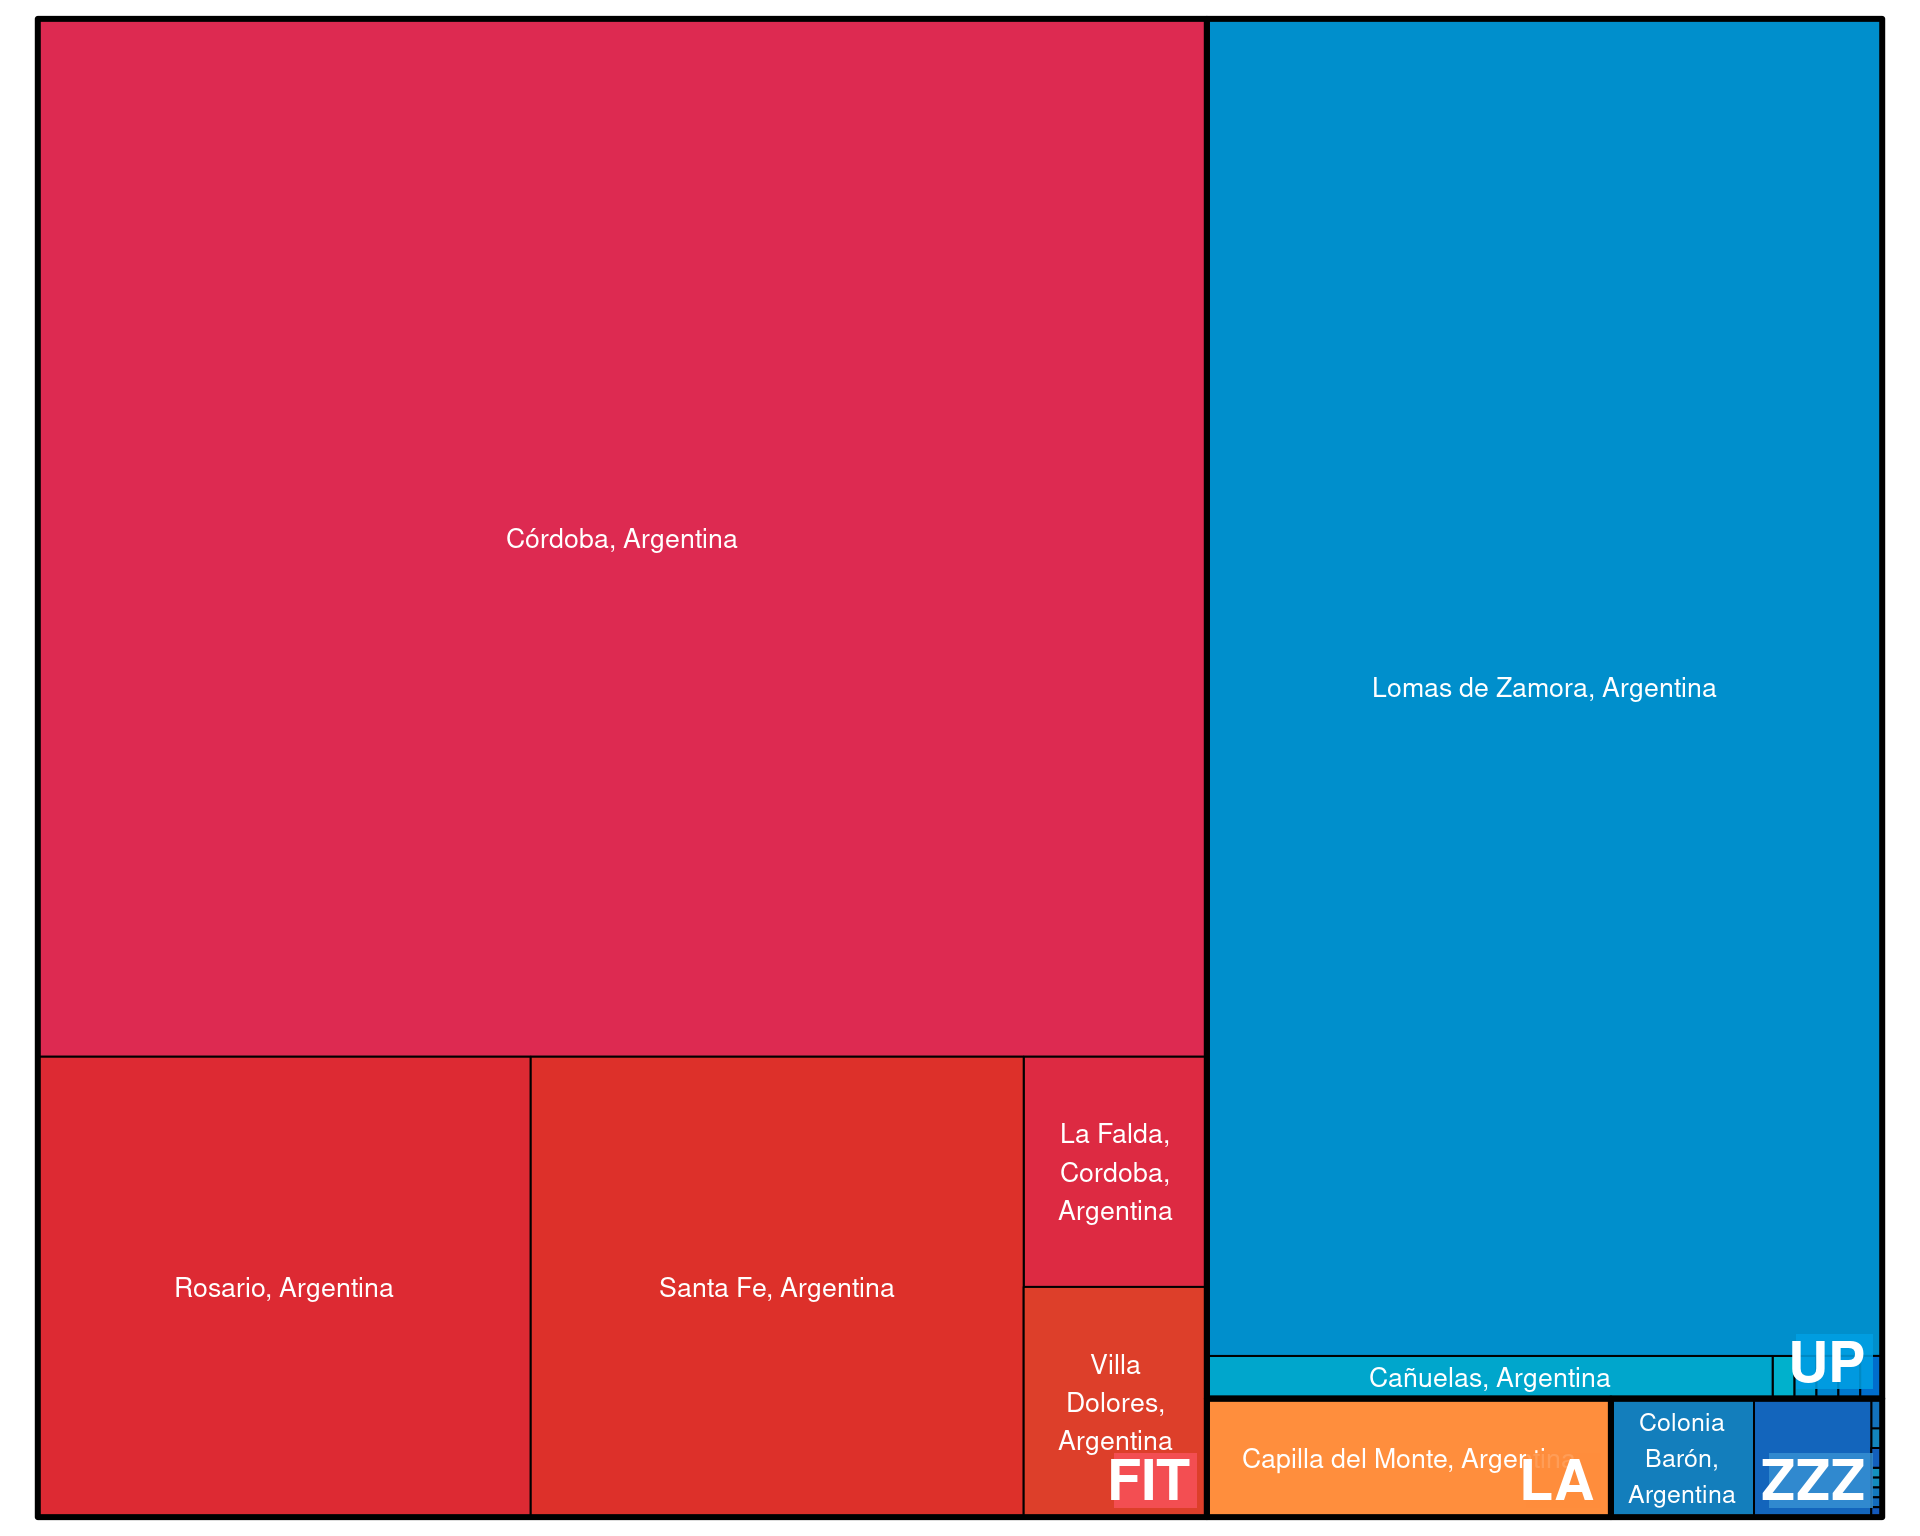 Córdoba, Argentina
Lomas de Zamora, Argentina
Rosario, Argentina
Santa Fe, Argentina
La Falda,
Cordoba,
Argentina
Villa
Dolores,
Argentina
FIT
Cañuelas, Argentina
UP
Capilla del Monte, Argentina
LA
Colonia
Barón,
Argentina
ZZZ